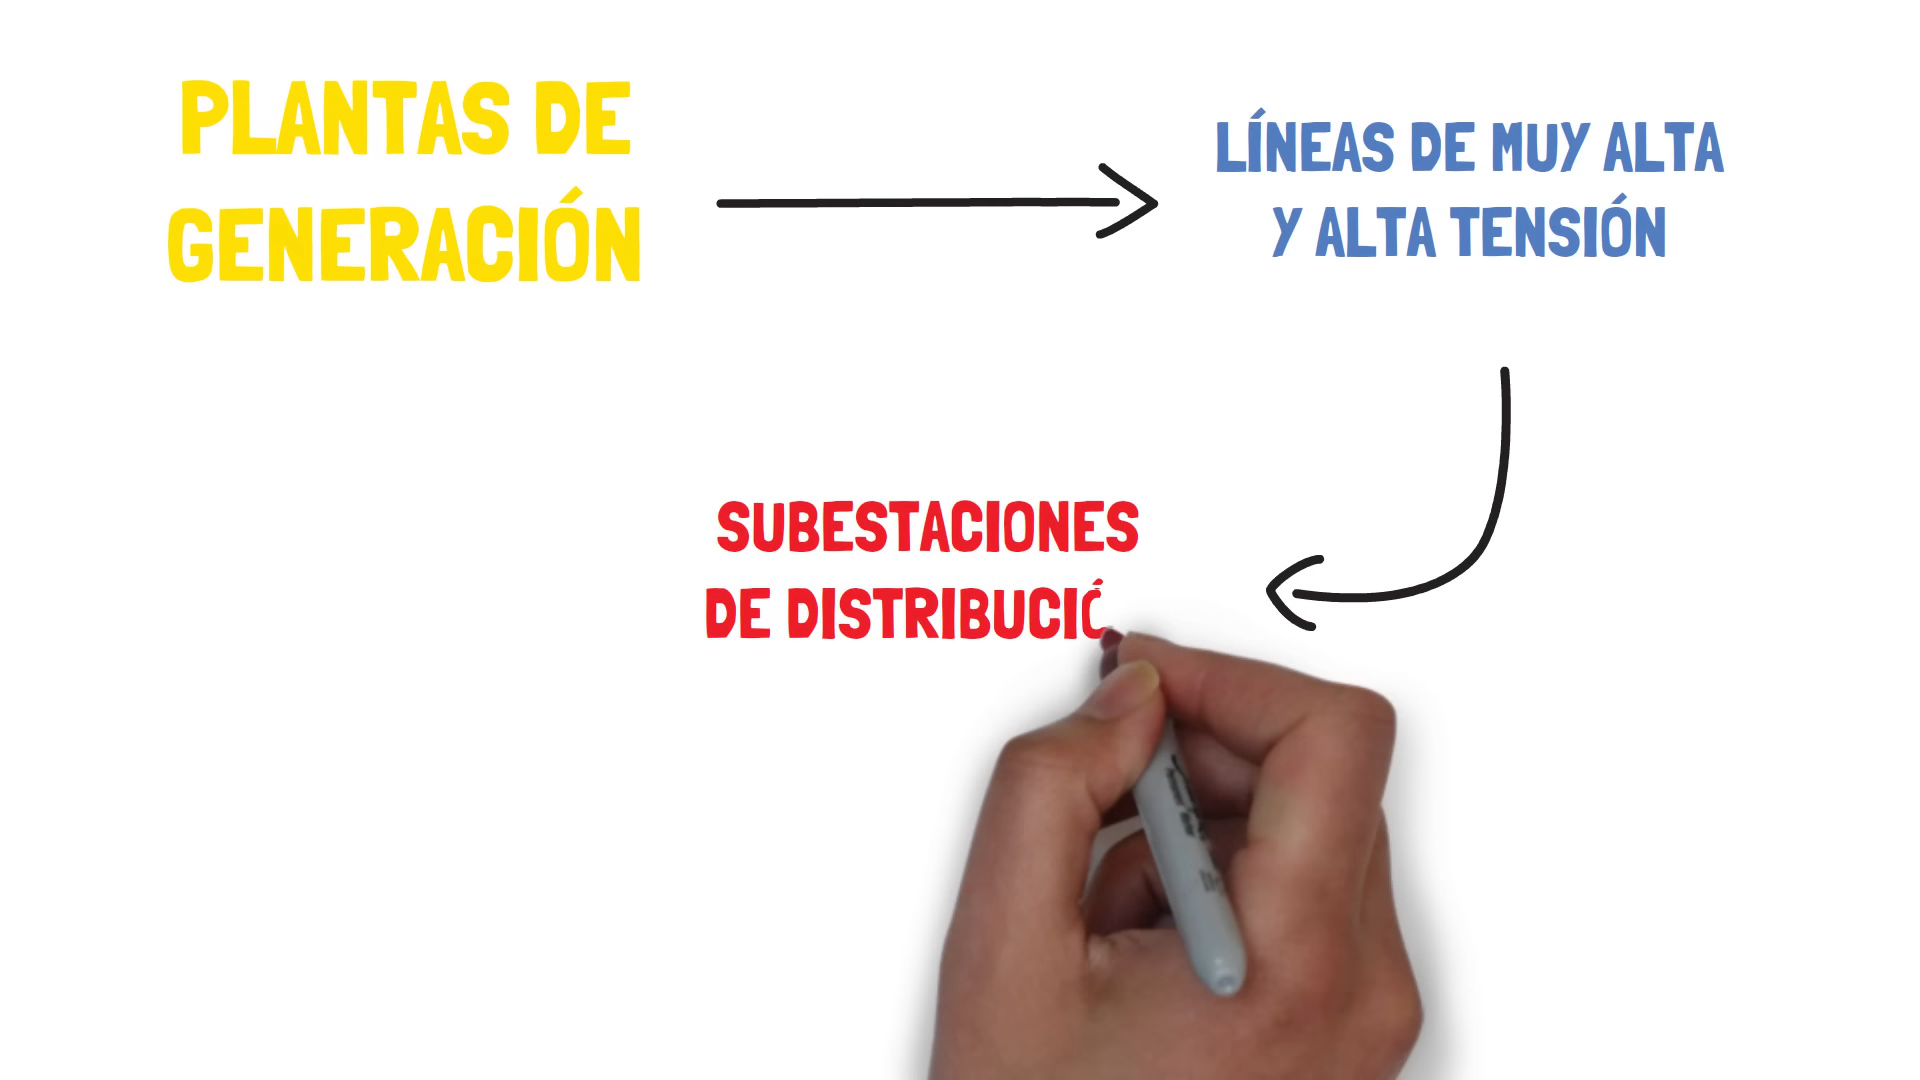 PLANTAS DE
GENERACIÓN
LÍNEAS DE MUY ALTA
Y ALTA TENSIÓN
SUBESTACIONES
DE DISTRIBUCIÓ